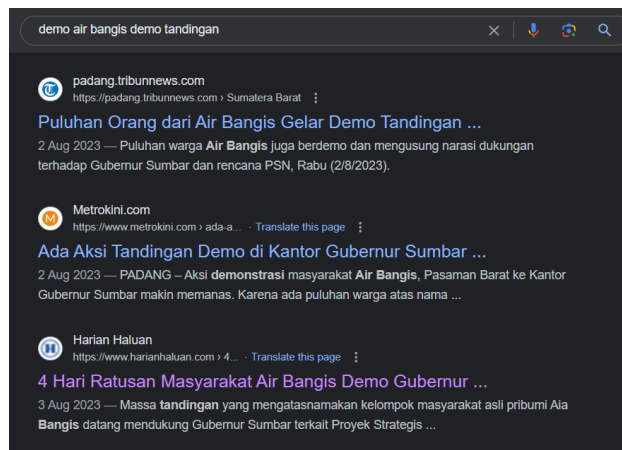 demo air bangis demo tandingan
padang.tribunnews.com
https://padang.tribunnews.com › Sumatera Barat
Puluhan Orang dari Air Bangis Gelar Demo Tandingan ...
2 Aug 2023 — Puluhan warga Air Bangis juga berdemo dan mengusung narasi dukungan
terhadap Gubernur Sumbar dan rencana PSN, Rabu (2/8/2023).
Metrokini.com
https://www.metrokini.com › ada-a... · Translate this page
Ada Aksi Tandingan Demo di Kantor Gubernur Sumbar ...
2 Aug 2023 — PADANG – Aksi demonstrasi masyarakat Air Bangis, Pasaman Barat ke Kantor
Gubernur Sumbar makin memanas. Karena ada puluhan warga atas nama ...
Harian Haluan
https://www.harianhaluan.com › 4... · Translate this page
4 Hari Ratusan Masyarakat Air Bangis Demo Gubernur ...
3 Aug 2023 — Massa tandingan yang mengatasnamakan kelompok masyarakat asli pribumi Aia
Bangis datang mendukung Gubernur Sumbar terkait Proyek Strategis ...